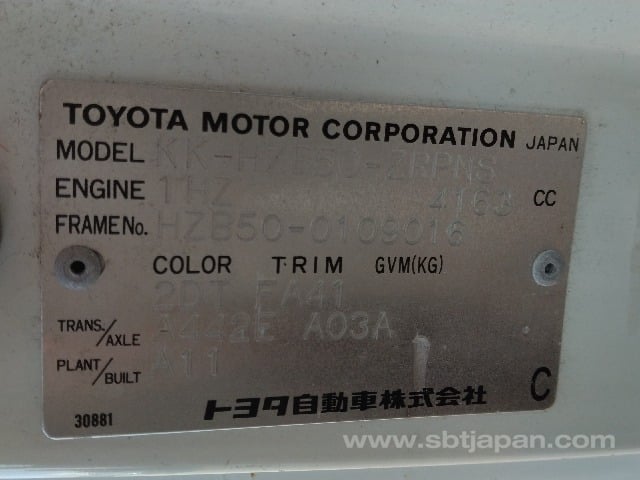 TOYOTA MOTOR CORPORATION JAPAN
MODEL KK-HZB50-ZRPNS
ENGINE 1HZ 4163 CC
FRAME No. HZB50-0109016
COLOR TRIM GVM(KG)
2DT FA41
TRANS./AXLE A442E A03A
PLANT/BUILT A11
C
30881 トヨタ自動車株式会社
www.sbtjapan.com